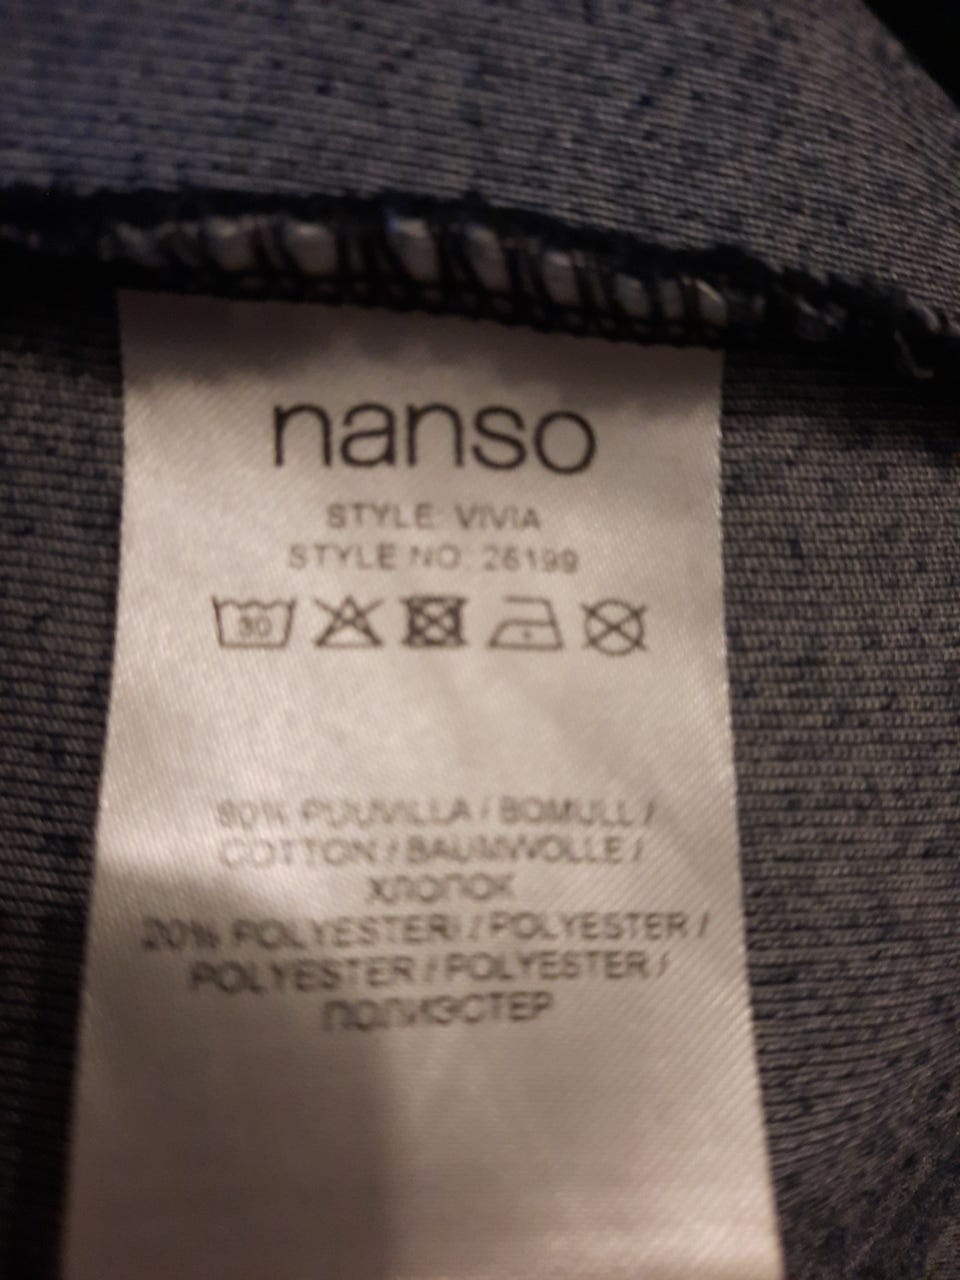 nanso
STYLE: VIVIA
STYLE NO: 26199
30
80% PUUVILLA / BOMULL /
COTTON / BAUMWOLLE /
ХЛОПОК
20% POLYESTERI / POLYESTER /
POLYESTER / POLYESTER /
ПОЛИЭСТЕР